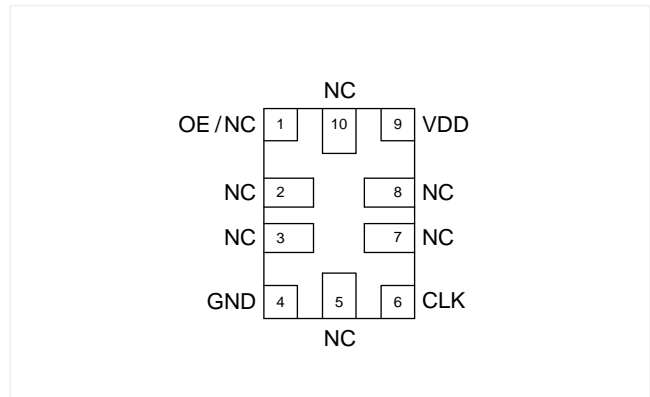 NC
OE / NC 1 10 9 VDD
NC 2 8 NC
NC 3 7 NC
GND 4 5 6 CLK
NC